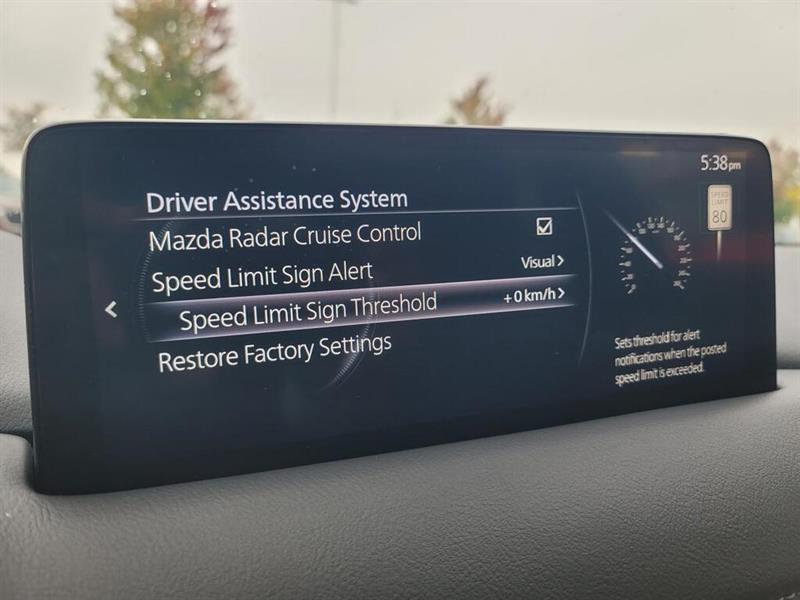 5:38pm
Driver Assistance System
Mazda Radar Cruise Control
Speed Limit Sign Alert Visual >
Speed Limit Sign Threshold +0 km/h >
Restore Factory Settings
<
SPEED
LIMIT
80
Sets threshold for alert
notifications when the posted
speed limit is exceeded.